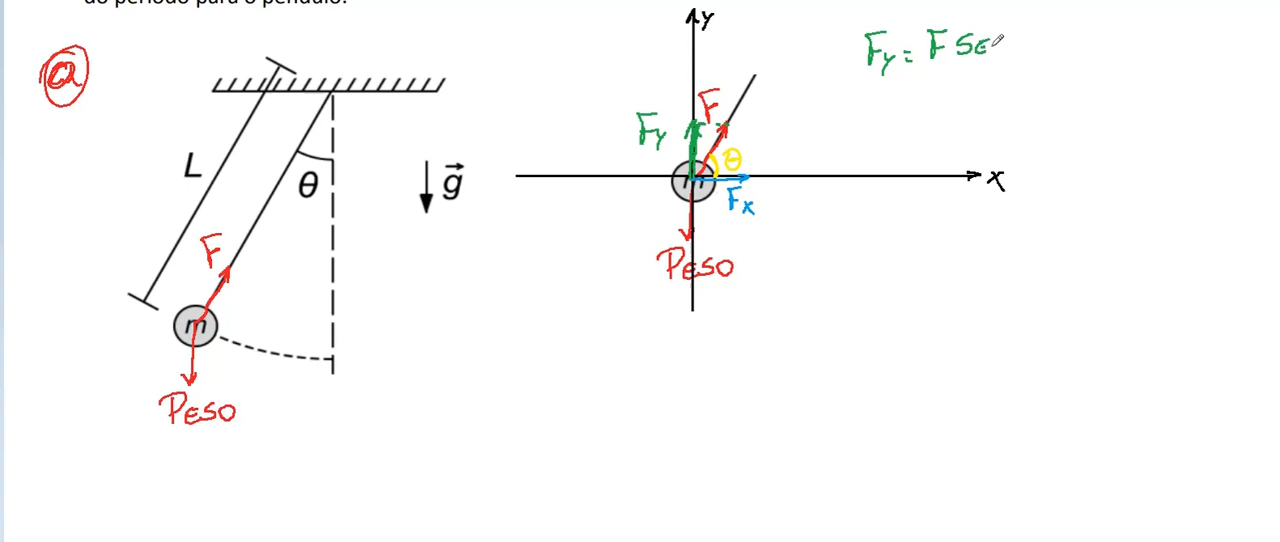 do período para o pêndulo.
a
L
θ
g
F
m
PESO
Y
F
Fy
θ
m
Fx
X
PESO
Fy = F SE